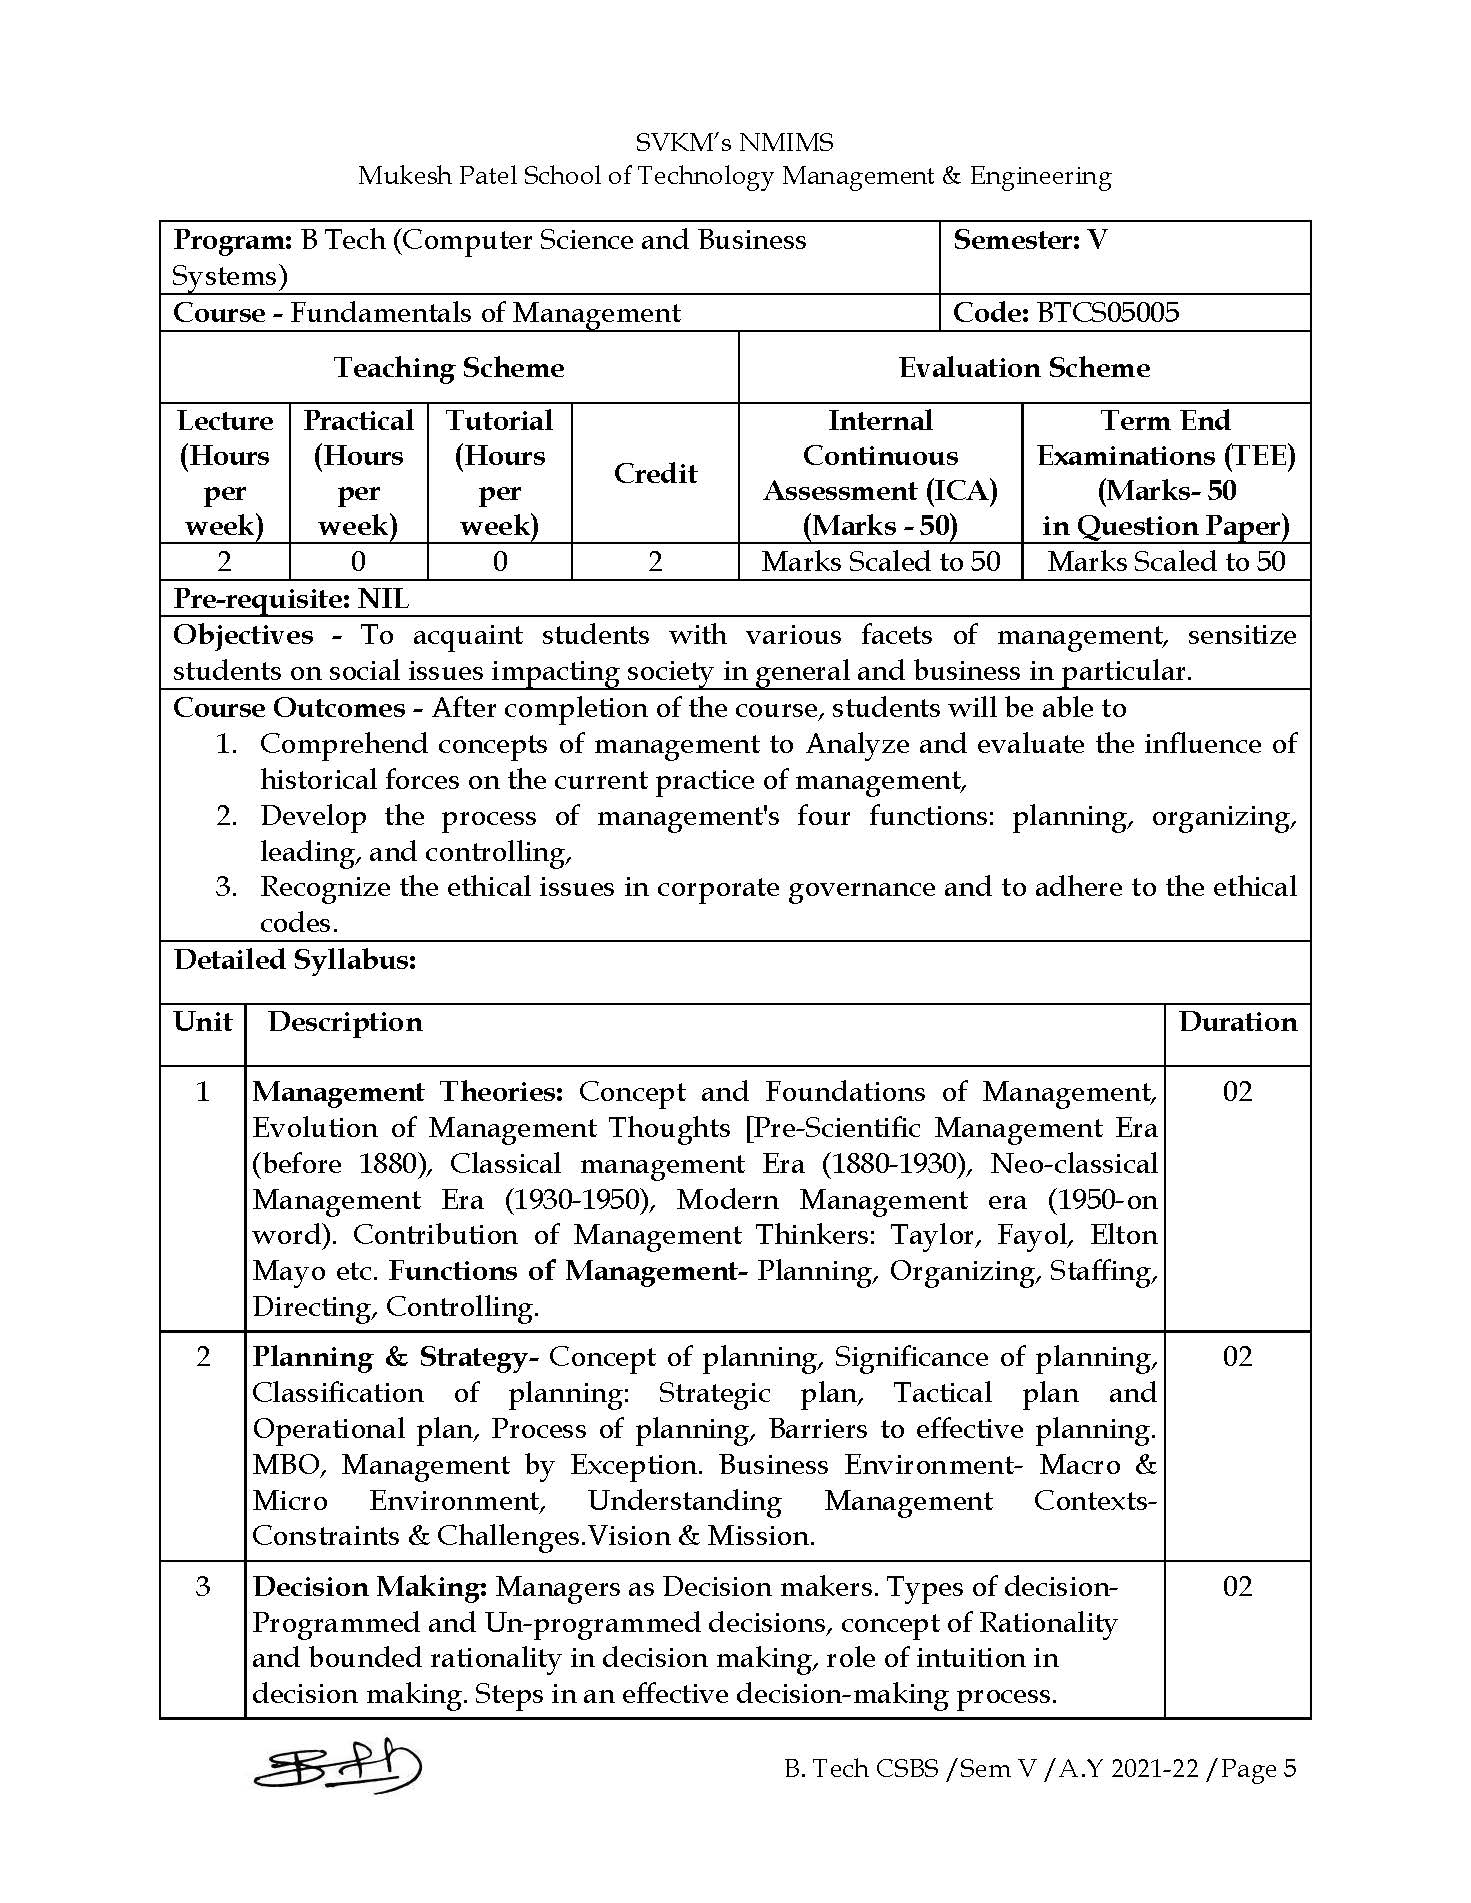 SVKM's NMIMS
Mukesh Patel School of Technology Management & Engineering
Program: B Tech (Computer Science and Business
Systems)
Semester: V
Course - Fundamentals of Management
Code: BTCS05005
Teaching Scheme
Evaluation Scheme
Lecture
(Hours
per
week)
Practical
(Hours
per
week)
Tutorial
(Hours
per
week)
Credit
Internal
Continuous
Assessment (ICA)
(Marks - 50)
Term End
Examinations (TEE)
(Marks- 50
in Question Paper)
2
0
0
2
Marks Scaled to 50
Marks Scaled to 50
Pre-requisite: NIL
Objectives - To acquaint students with various facets of management, sensitize
students on social issues impacting society in general and business in particular.
Course Outcomes - After completion of the course, students will be able to
1. Comprehend concepts of management to Analyze and evaluate the influence of
historical forces on the current practice of management,
2. Develop the process of management's four functions: planning, organizing,
leading, and controlling,
3. Recognize the ethical issues in corporate governance and to adhere to the ethical
codes.
Detailed Syllabus:
Unit
Description
Duration
1
Management Theories: Concept and Foundations of Management,
Evolution of Management Thoughts [Pre-Scientific Management Era
(before 1880), Classical management Era (1880-1930), Neo-classical
Management Era (1930-1950), Modern Management era (1950-on
word). Contribution of Management Thinkers: Taylor, Fayol, Elton
Mayo etc. Functions of Management- Planning, Organizing, Staffing,
Directing, Controlling.
02
2
Planning & Strategy- Concept of planning, Significance of planning,
Classification of planning: Strategic plan, Tactical plan and
Operational plan, Process of planning, Barriers to effective planning.
MBO, Management by Exception. Business Environment- Macro &
Micro Environment, Understanding Management Contexts-
Constraints & Challenges.Vision & Mission.
02
3
Decision Making: Managers as Decision makers. Types of decision-
Programmed and Un-programmed decisions, concept of Rationality
and bounded rationality in decision making, role of intuition in
decision making. Steps in an effective decision-making process.
02
B. Tech CSBS /Sem V /A.Y 2021-22 /Page 5